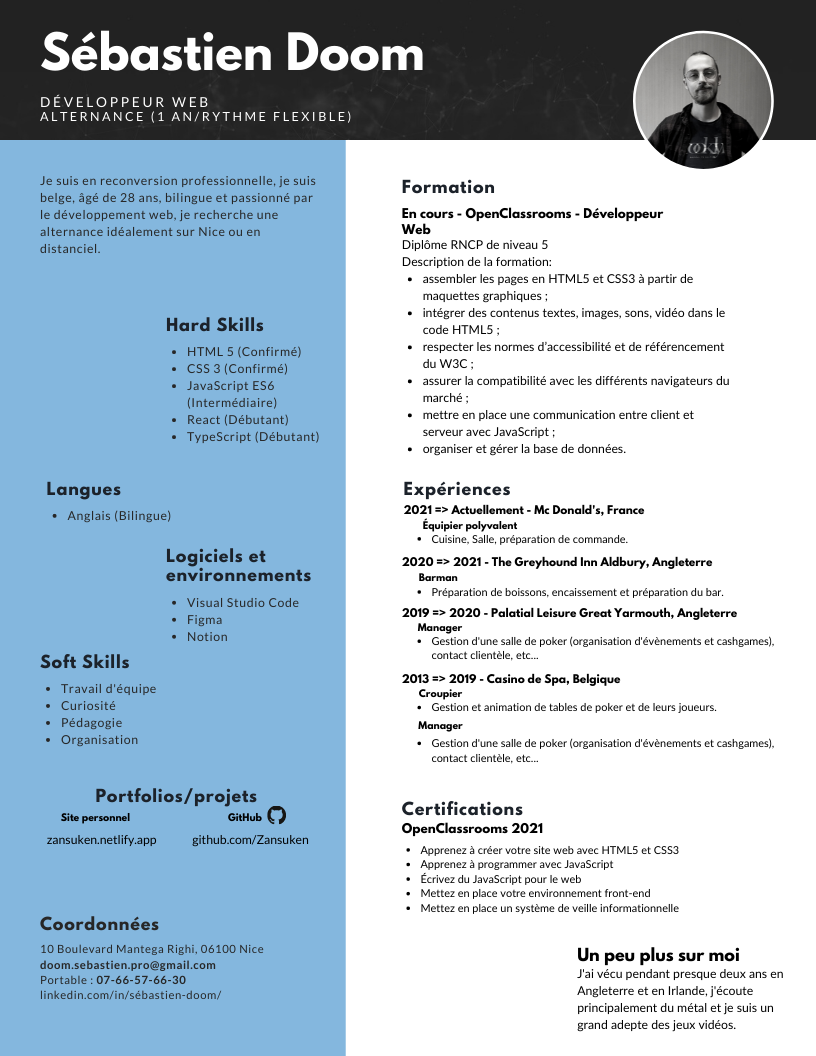 Sébastien Doom
DÉVELOPPEUR WEB
ALTERNANCE (1 AN/RYTHME FLEXIBLE)
Je suis en reconversion professionnelle, je suis
belge, âgé de 28 ans, bilingue et passionné par
le développement web, je recherche une
alternance idéalement sur Nice ou en
distanciel.
Hard Skills
• HTML 5 (Confirmé)
• CSS 3 (Confirmé)
• JavaScript ES6
(Intermédiaire)
• React (Débutant)
• TypeScript (Débutant)
Langues
• Anglais (Bilingue)
Logiciels et
environnements
• Visual Studio Code
• Figma
• Notion
Soft Skills
• Travail d'équipe
• Curiosité
• Pédagogie
• Organisation
Portfolios/projets
Site personnel
zansuken.netlify.app
GitHub
github.com/Zansuken
Coordonnées
10 Boulevard Mantega Righi, 06100 Nice
doom.sebastien.pro@gmail.com
Portable : 07-66-57-66-30
linkedin.com/in/sébastien-doom/
Formation
En cours - OpenClassrooms - Développeur
Web
Diplôme RNCP de niveau 5
Description de la formation:
• assembler les pages en HTML5 et CSS3 à partir de
maquettes graphiques ;
• intégrer des contenus textes, images, sons, vidéo dans le
code HTML5 ;
• respecter les normes d'accessibilité et de référencement
du W3C ;
• assurer la compatibilité avec les différents navigateurs du
marché ;
• mettre en place une communication entre client et
serveur avec JavaScript ;
• organiser et gérer la base de données.
Expériences
2021 => Actuellement - Mc Donald's, France
Équipier polyvalent
• Cuisine, Salle, préparation de commande.
2020 => 2021 - The Greyhound Inn Aldbury, Angleterre
Barman
• Préparation de boissons, encaissement et préparation du bar.
2019 => 2020 - Palatial Leisure Great Yarmouth, Angleterre
Manager
• Gestion d'une salle de poker (organisation d'évènements et cashgames),
contact clientèle, etc...
2013 => 2019 - Casino de Spa, Belgique
Croupier
• Gestion et animation de tables de poker et de leurs joueurs.
Manager
• Gestion d'une salle de poker (organisation d'évènements et cashgames),
contact clientèle, etc...
Certifications
OpenClassrooms 2021
• Apprenez à créer votre site web avec HTML5 et CSS3
• Apprenez à programmer avec JavaScript
• Écrivez du JavaScript pour le web
• Mettez en place votre environnement front-end
• Mettez en place un système de veille informationnelle
Un peu plus sur moi
J'ai vécu pendant presque deux ans en
Angleterre et en Irlande, j'écoute
principalement du métal et je suis un
grand adepte des jeux vidéos.